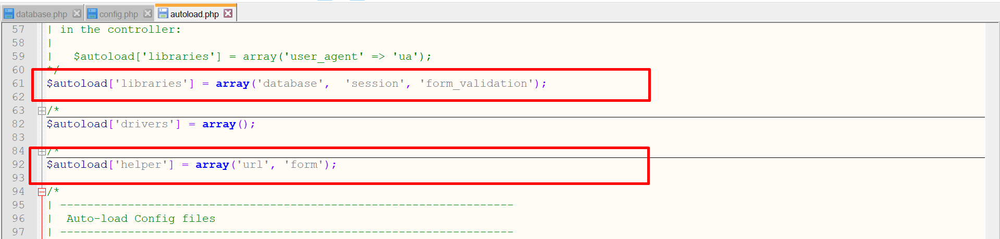 database.php config.php autoload.php
57 | in the controller:
58 |
59 |   $autoload['libraries'] = array('user_agent' => 'ua');
60 */
61 $autoload['libraries'] = array('database',  'session', 'form_validation');
62
63 /*
82 $autoload['drivers'] = array();
83
84 /*
92 $autoload['helper'] = array('url', 'form');
93
94 /*
95 | -------------------------------------------------------------------
96 |  Auto-load Config files
97 | -------------------------------------------------------------------